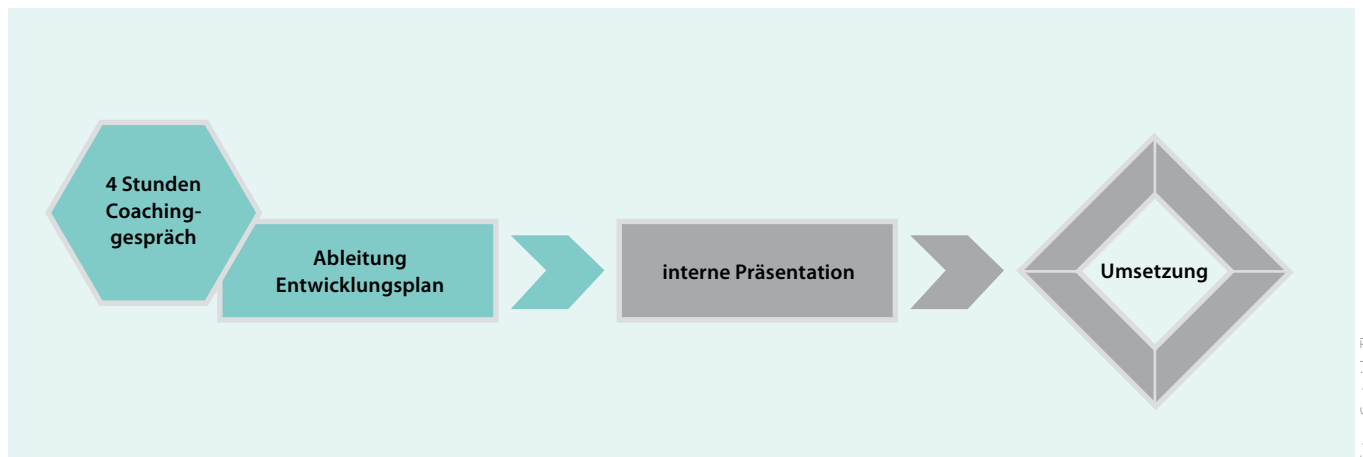 4 Stunden
Coaching-
gespräch
Ableitung
Entwicklungsplan
interne Präsentation
Umsetzung